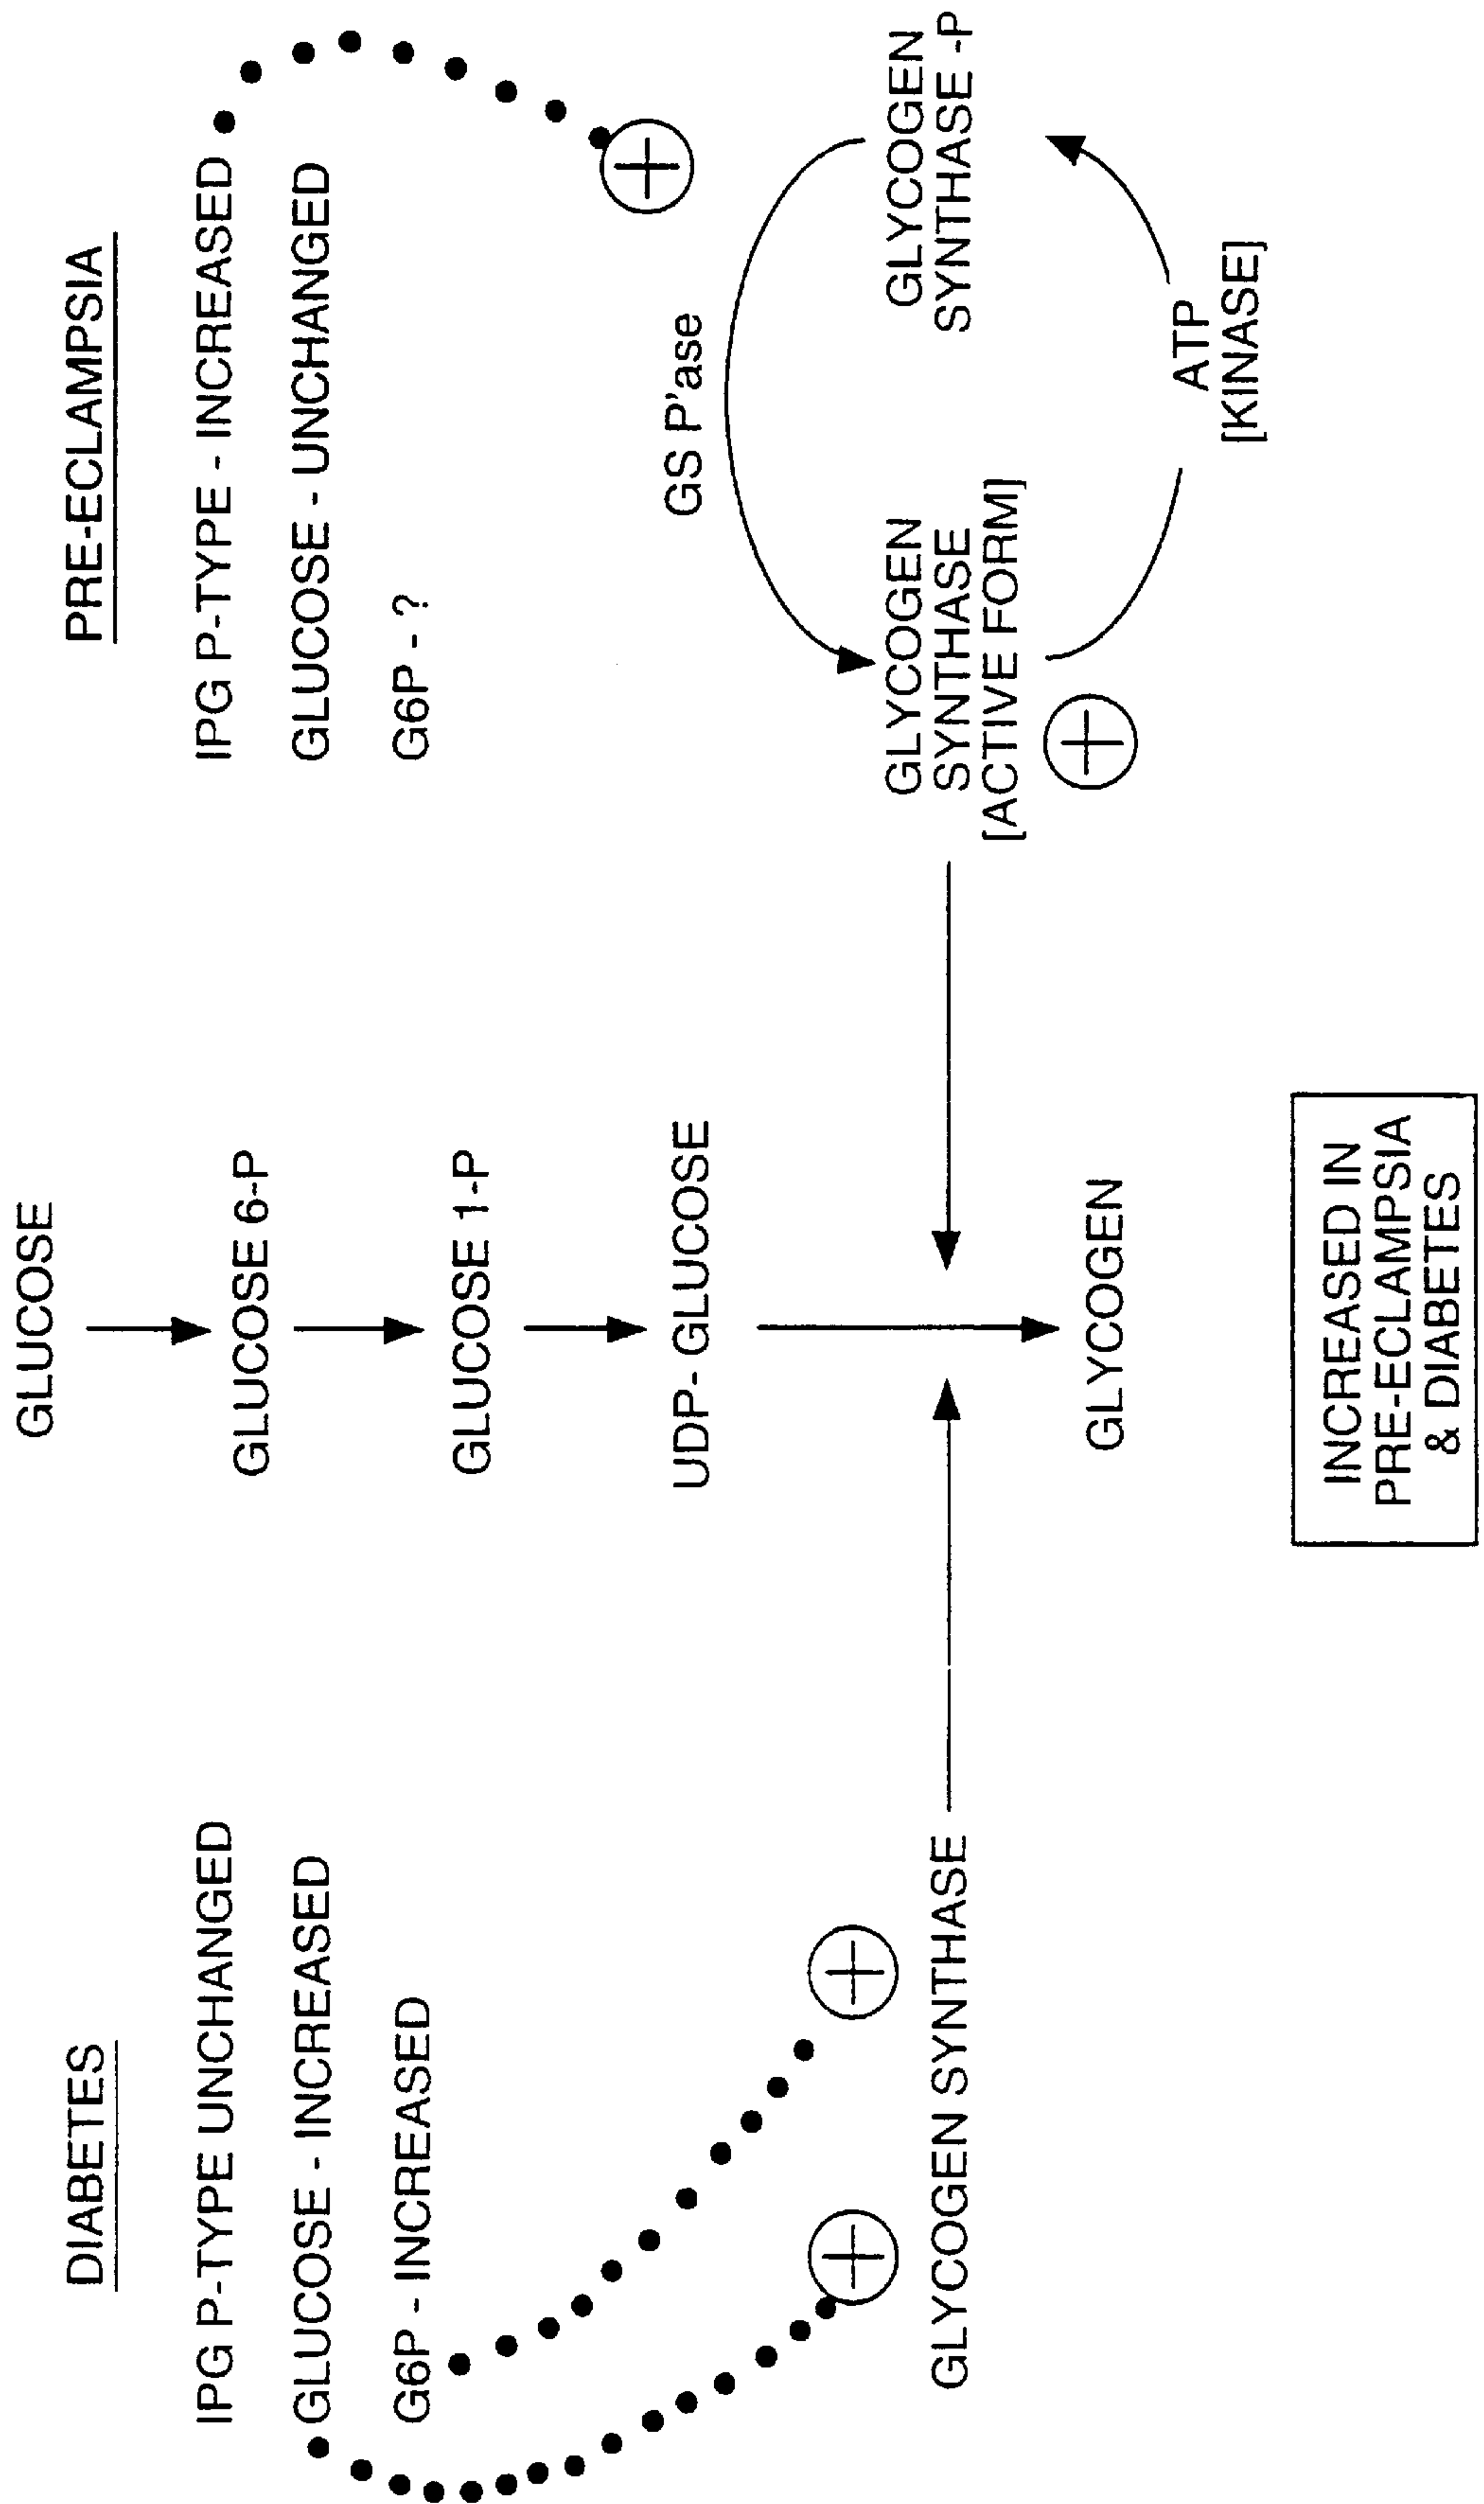 DIABETES
IPG P-TYPE UNCHANGED
GLUCOSE - INCREASED
G6P - INCREASED
GLYCOGEN SYNTHASE
GLUCOSE
GLUCOSE 6-P
GLUCOSE 1-P
UDP- GLUCOSE
GLYCOGEN
INCREASED IN
PRE-ECLAMPSIA
& DIABETES
PRE-ECLAMPSIA
IPG P-TYPE - INCREASED
GLUCOSE - UNCHANGED
G6P - ?
GS P'ase
GLYCOGEN
SYNTHASE
[ACTIVE FORM]
GLYCOGEN
SYNTHASE -P
ATP
[KINASE]